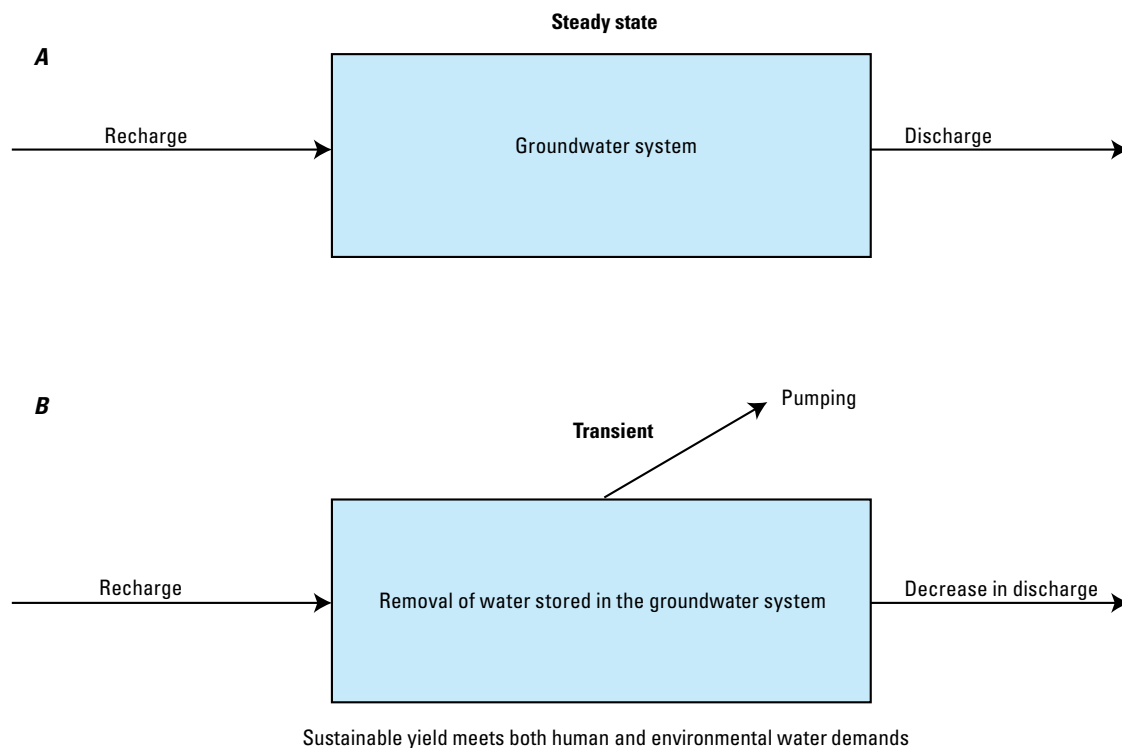 Steady state
A
Recharge
Groundwater system
Discharge
B
Pumping
Transient
Recharge
Removal of water stored in the groundwater system
Decrease in discharge
Sustainable yield meets both human and environmental water demands